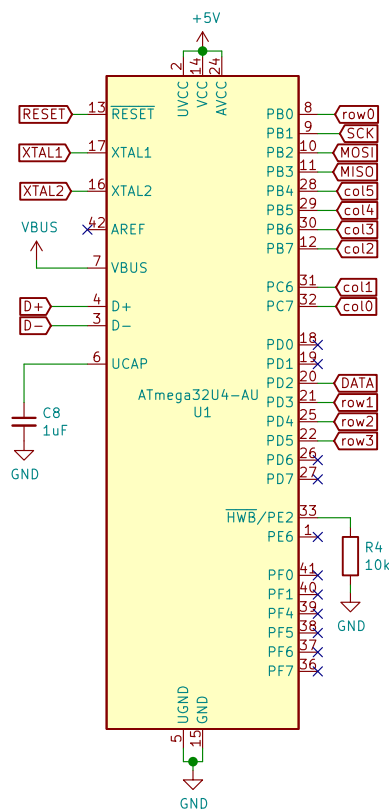 +5V
2 14 24
UVCC VCC AVCC
RESET 13 RESET PB0 8 row0
PB1 9 SCK
XTAL1 17 XTAL1 PB2 10 MOSI
PB3 11 MISO
XTAL2 16 XTAL2 PB4 28 col5
PB5 29 col4
VBUS 42 AREF PB6 30 col3
PB7 12 col2
7 VBUS
PC6 31 col1
D+ 4 D+ PC7 32 col0
D- 3 D-
PD0 18
6 UCAP PD1 19
PD2 20 DATA
ATmega32U4-AU
PD3 21 row1
C8 U1
PD4 25 row2
1uF
PD5 22 row3
PD6 26
GND
PD7 27
HWB/PE2 33
PE6 1
R4
10k
PF0 41
PF1 40
PF4 39
GND
PF5 38
PF6 37
PF7 36
UGND GND
5 15
GND